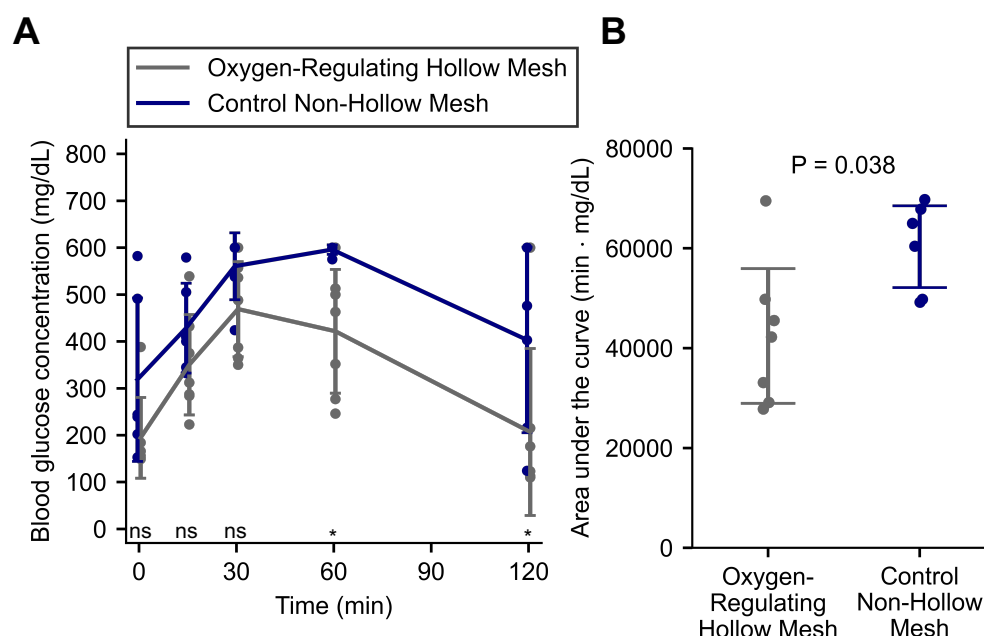 A
B
Oxygen-Regulating Hollow Mesh
Control Non-Hollow Mesh
Blood glucose concentration (mg/dL)
800
700
600
500
400
300
200
100
0
ns
ns
ns
*
*
0
30
60
90
120
Time (min)
Area under the curve (min · mg/dL)
80000
60000
40000
20000
0
P = 0.038
Oxygen-
Regulating
Hollow Mesh
Control
Non-Hollow
Mesh